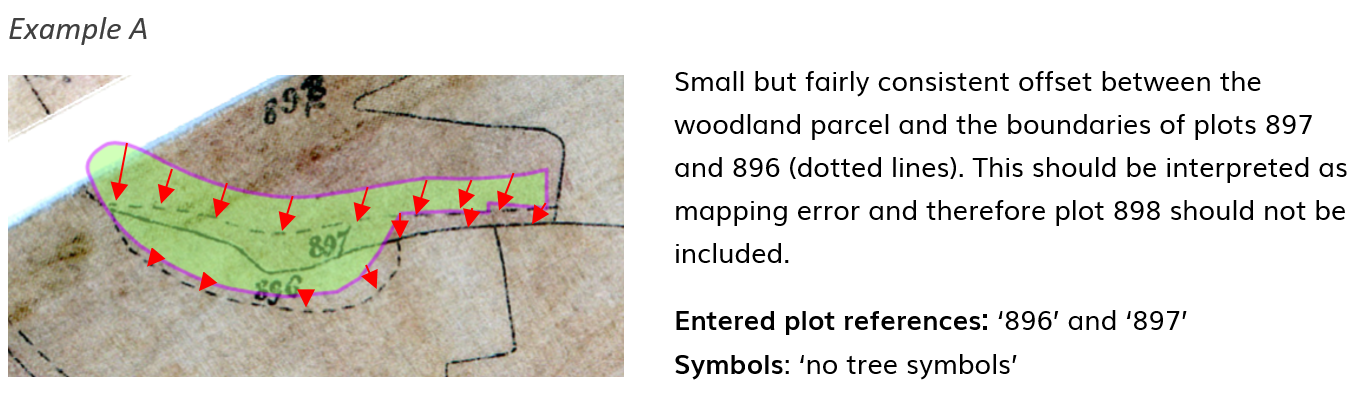 Example A
898
897
896
Small but fairly consistent offset between the
woodland parcel and the boundaries of plots 897
and 896 (dotted lines). This should be interpreted as
mapping error and therefore plot 898 should not be
included.
Entered plot references: ‘896’ and ‘897’
Symbols: ‘no tree symbols’